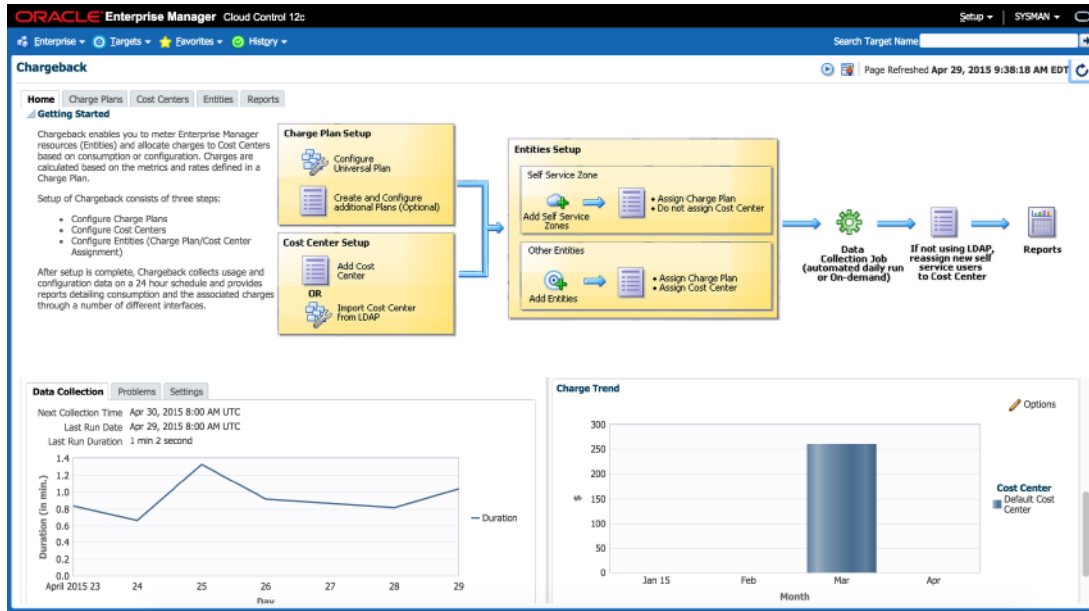 ORACLE Enterprise Manager Cloud Control 12c
Setup SYSMAN
Enterprise Targets Favorites History
Search Target Name
Chargeback
Page Refreshed Apr 29, 2015 9:38:18 AM EDT
Home Charge Plans Cost Centers Entities Reports
Getting Started
Chargeback enables you to meter Enterprise Manager
resources (Entities) and allocate charges to Cost Centers
based on consumption or configuration. Charges are
calculated based on the metrics and rates defined in a
Charge Plan.
Setup of Chargeback consists of three steps:
• Configure Charge Plans
• Configure Cost Centers
• Configure Entities (Charge Plan/Cost Center
Assignment)
After setup is complete, Chargeback collects usage and
configuration data on a 24 hour schedule and provides
reports detailing consumption and the associated charges
through a number of different interfaces.
Charge Plan Setup
Configure
Universal Plan
Create and Configure
additional Plans (Optional)
Cost Center Setup
Add Cost
Center
OR
Import Cost Center
from LDAP
Entities Setup
Self Service Zone
Add Self Service
Zones
• Assign Charge Plan
• Do not assign Cost Center
Other Entities
Add Entities
• Assign Charge Plan
• Assign Cost Center
Data
Collection Job
(automated daily run
or On-demand)
If not using LDAP,
reassign new self
service users
to Cost Center
Reports
Data Collection Problems Settings
Next Collection Time Apr 30, 2015 8:00 AM UTC
Last Run Date Apr 29, 2015 8:00 AM UTC
Last Run Duration 1 min 2 second
Duration (in min.)
1.4
1.2
1.0
0.8
0.6
0.4
0.2
0.0
April 2015 23 24 25 26 27 28 29
Day
Duration
Charge Trend
Options
$
300
250
200
150
100
50
0
Jan 15 Feb Mar Apr
Month
Cost Center
Default Cost
Center